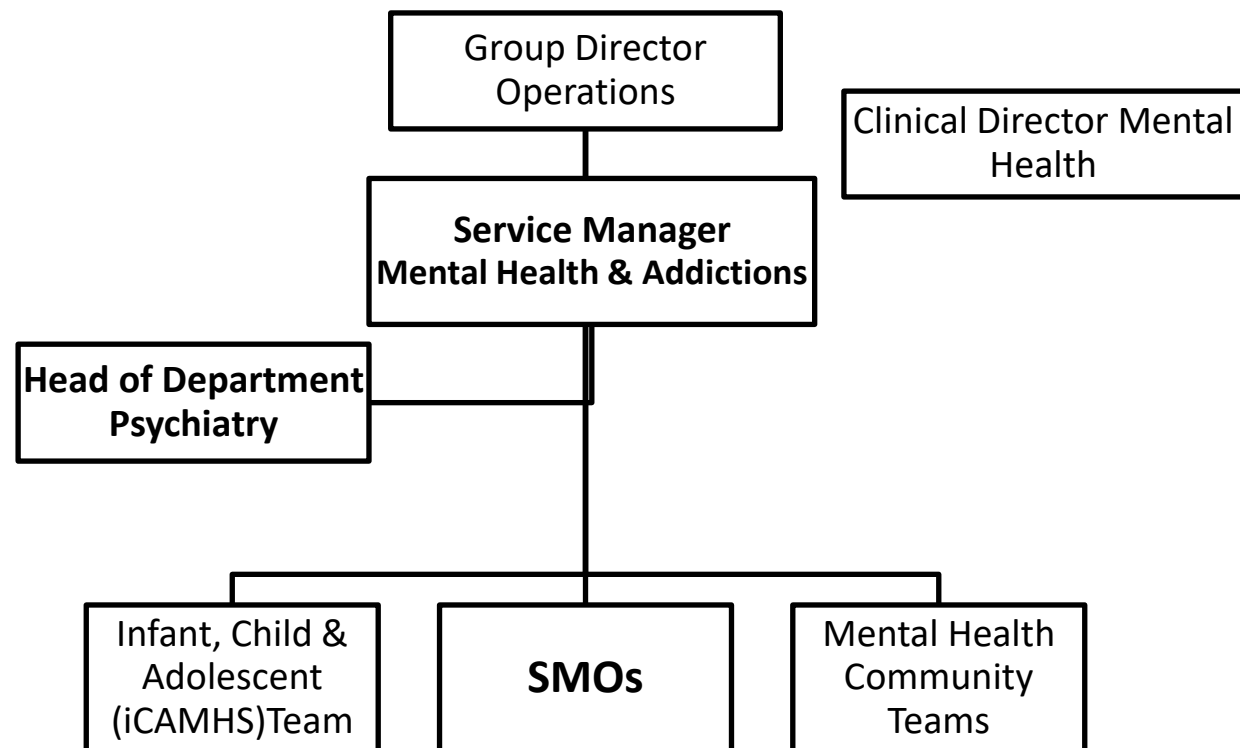 Group Director
Operations
Clinical Director Mental
Health
Service Manager
Mental Health & Addictions
Head of Department
Psychiatry
Infant, Child &
Adolescent
(iCAMHS)Team
SMOs
Mental Health
Community
Teams